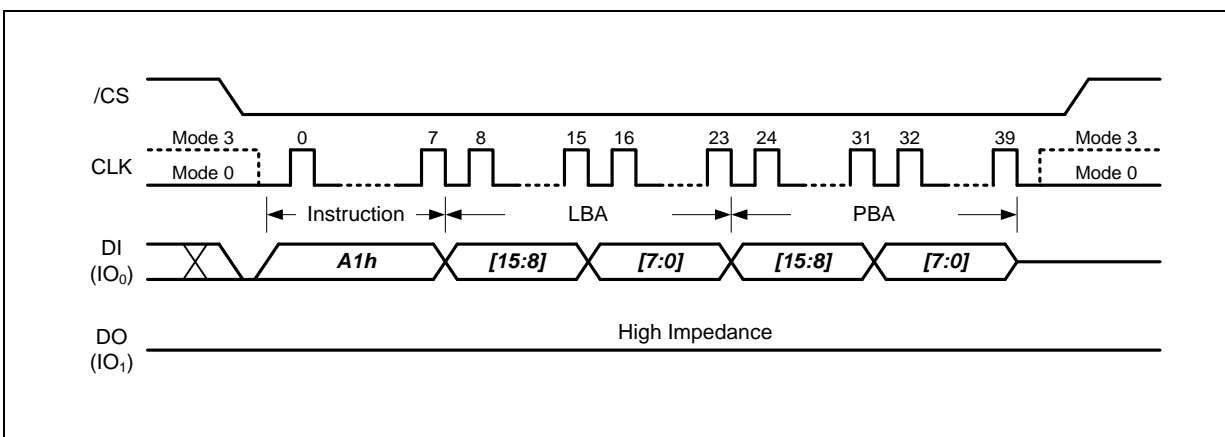 /CS
Mode 3 0 7 8 15 16 23 24 31 32 39 Mode 3
CLK
Mode 0 Mode 0
Instruction LBA PBA
DI
(IO₀)
A1h [15:8] [7:0] [15:8] [7:0]
High Impedance
DO
(IO₁)